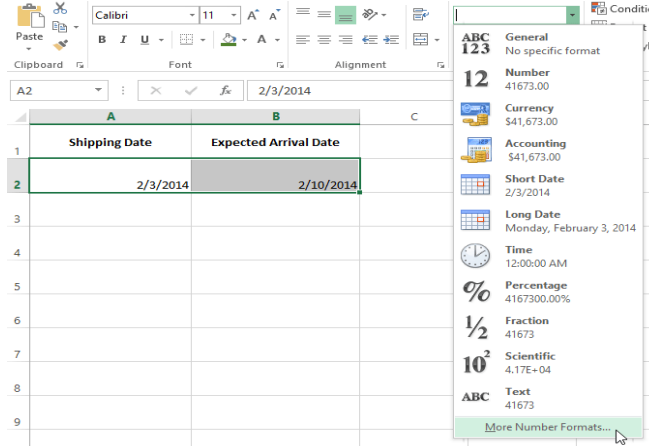 Calibri 11 A A
Conditi
Paste
B I U A
Clipboard Font Alignment
A2 fx 2/3/2014
A B C
1 Shipping Date Expected Arrival Date
2 2/3/2014 2/10/2014
3
4
5
6
7
8
9
ABC
123
General
No specific format
12
Number
41673.00
Currency
$41,673.00
Accounting
$41,673.00
Short Date
2/3/2014
Long Date
Monday, February 3, 2014
Time
12:00:00 AM
%
Percentage
4167300.00%
1/2
Fraction
41673
10²
Scientific
4.17E+04
ABC
Text
41673
More Number Formats...